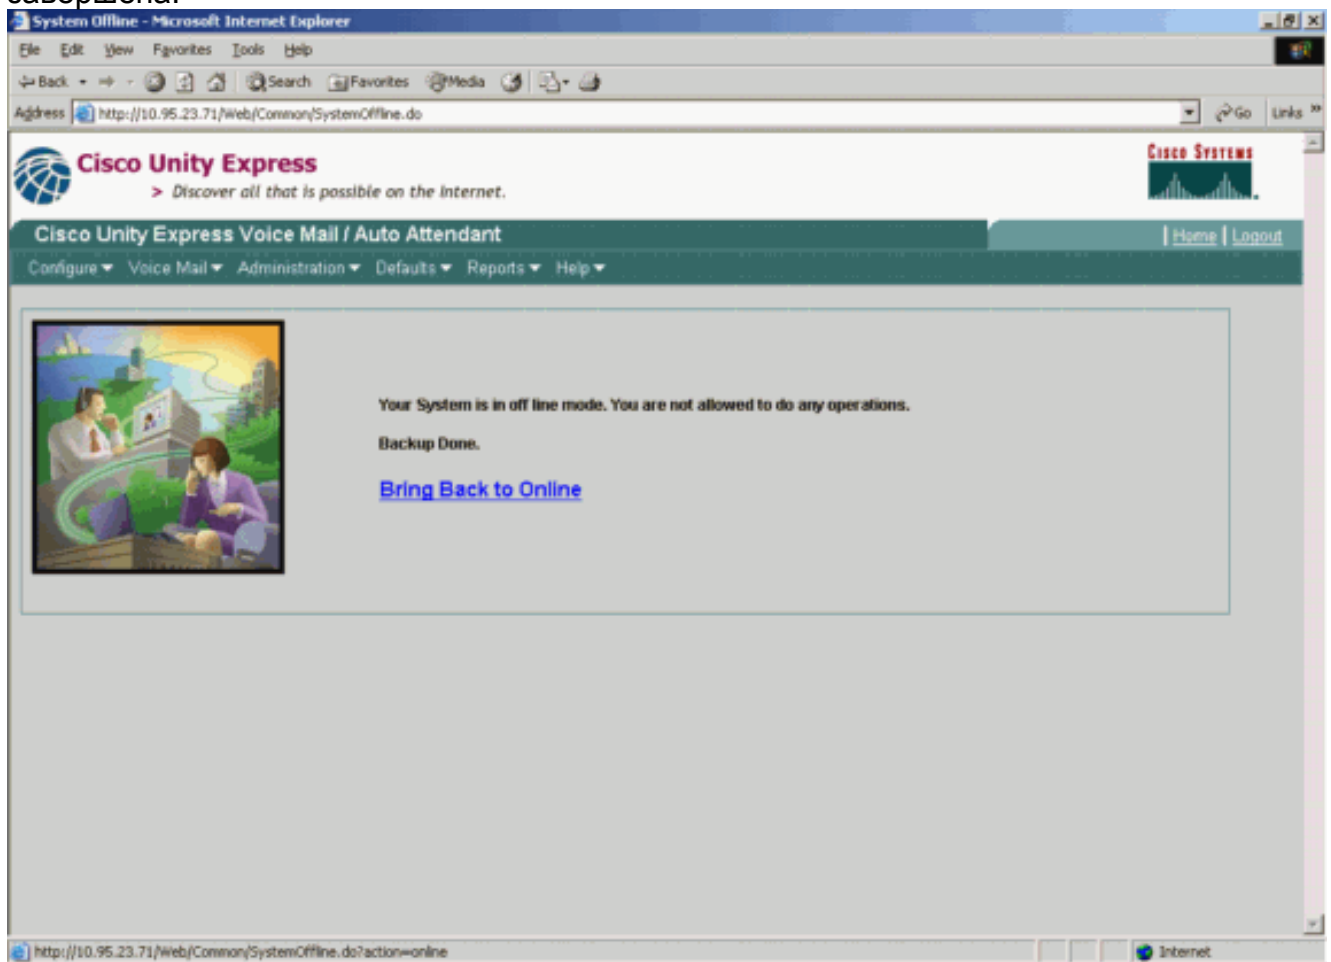 завершена.
System Offline - Microsoft Internet Explorer
File Edit View Favorites Tools Help
Back Search Favorites Media
Address http://10.95.23.71/Web/Common/SystemOffline.do Go Links »
Cisco Unity Express
> Discover all that is possible on the Internet.
CISCO SYSTEMS
Cisco Unity Express Voice Mail / Auto Attendant | Home | Logout
Configure Voice Mail Administration Defaults Reports Help
Your System is in off line mode. You are not allowed to do any operations.
Backup Done.
Bring Back to Online
http://10.95.23.71/Web/Common/SystemOffline.do?action=online Internet